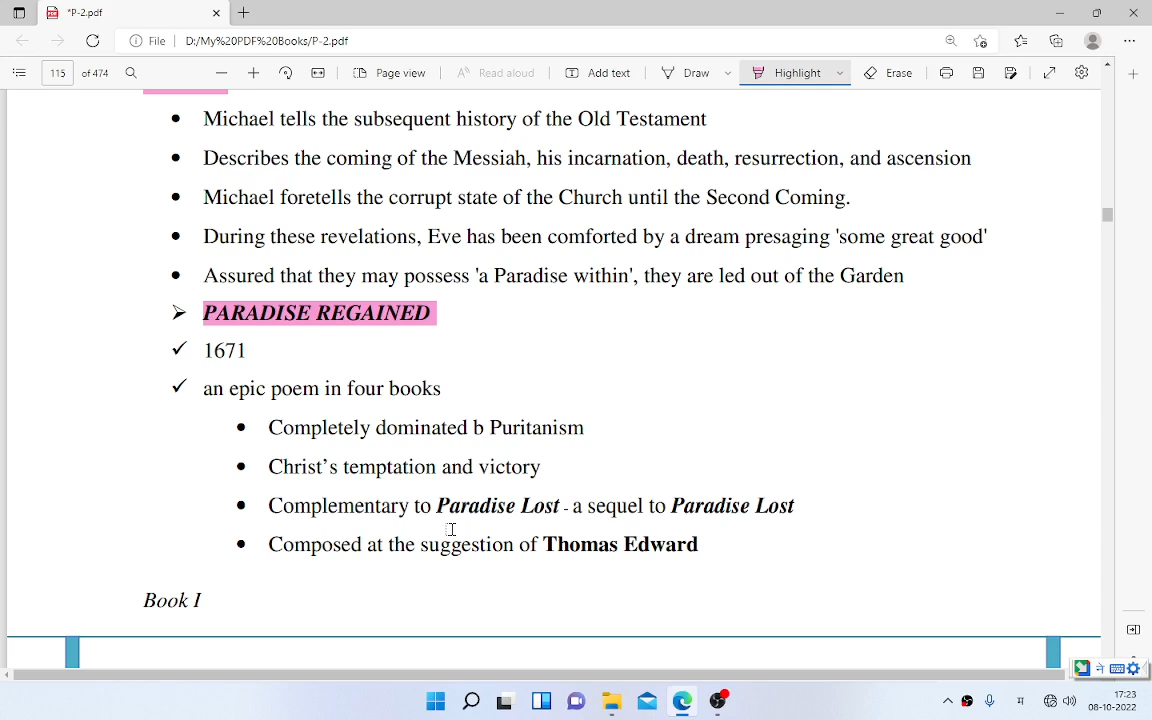 *P-2.pdf
File | D:/My%20PDF%20Books/P-2.pdf
115 of 474 Page view Read aloud Add text Draw Highlight Erase
• Michael tells the subsequent history of the Old Testament
• Describes the coming of the Messiah, his incarnation, death, resurrection, and ascension
• Michael foretells the corrupt state of the Church until the Second Coming.
• During these revelations, Eve has been comforted by a dream presaging 'some great good'
• Assured that they may possess 'a Paradise within', they are led out of the Garden
➢ PARADISE REGAINED
✓ 1671
✓ an epic poem in four books
• Completely dominated b Puritanism
• Christ’s temptation and victory
• Complementary to Paradise Lost - a sequel to Paradise Lost
• Composed at the suggestion of Thomas Edward
Book I
17:23
08-10-2022